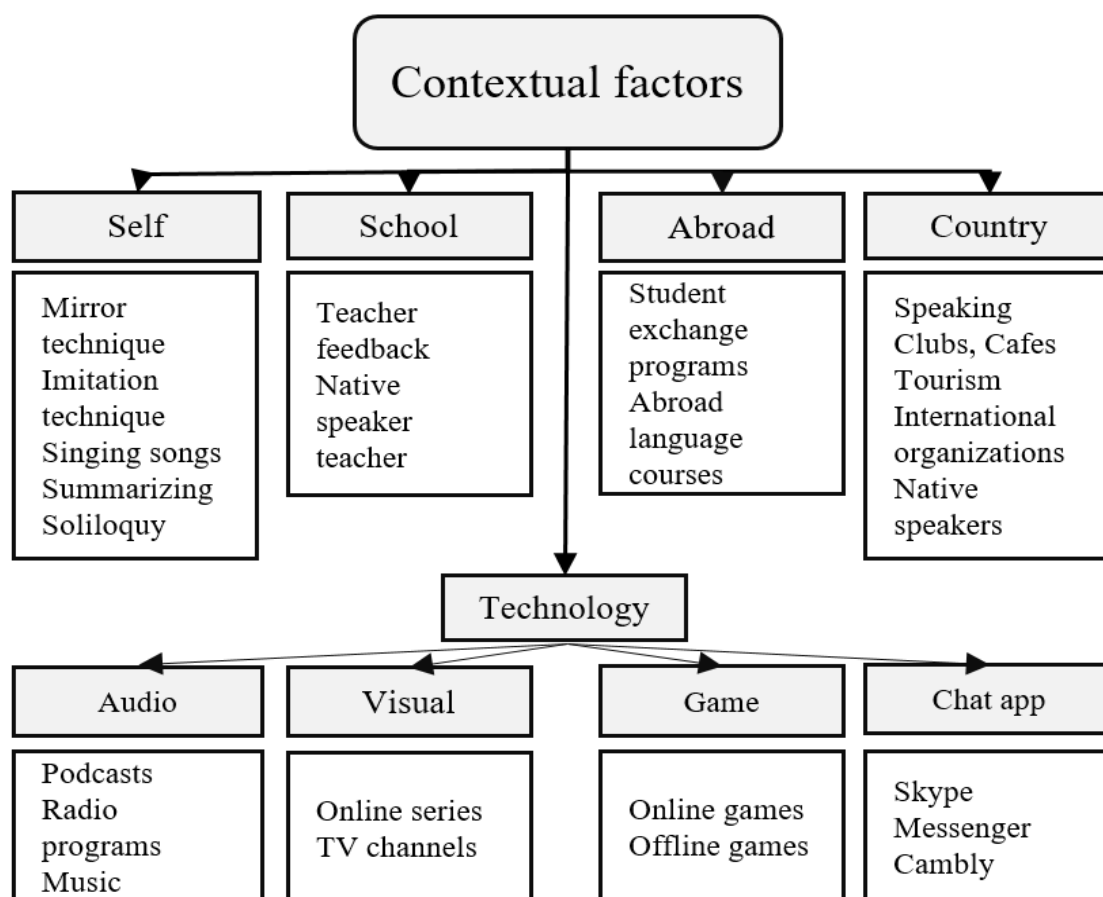 Contextual factors
Self
School
Abroad
Country
Mirror
technique
Imitation
technique
Singing songs
Summarizing
Soliloquy
Teacher
feedback
Native
speaker
teacher
Student
exchange
programs
Abroad
language
courses
Speaking
Clubs, Cafes
Tourism
International
organizations
Native
speakers
Technology
Audio
Visual
Game
Chat app
Podcasts
Radio
programs
Music
Online series
TV channels
Online games
Offline games
Skype
Messenger
Cambly